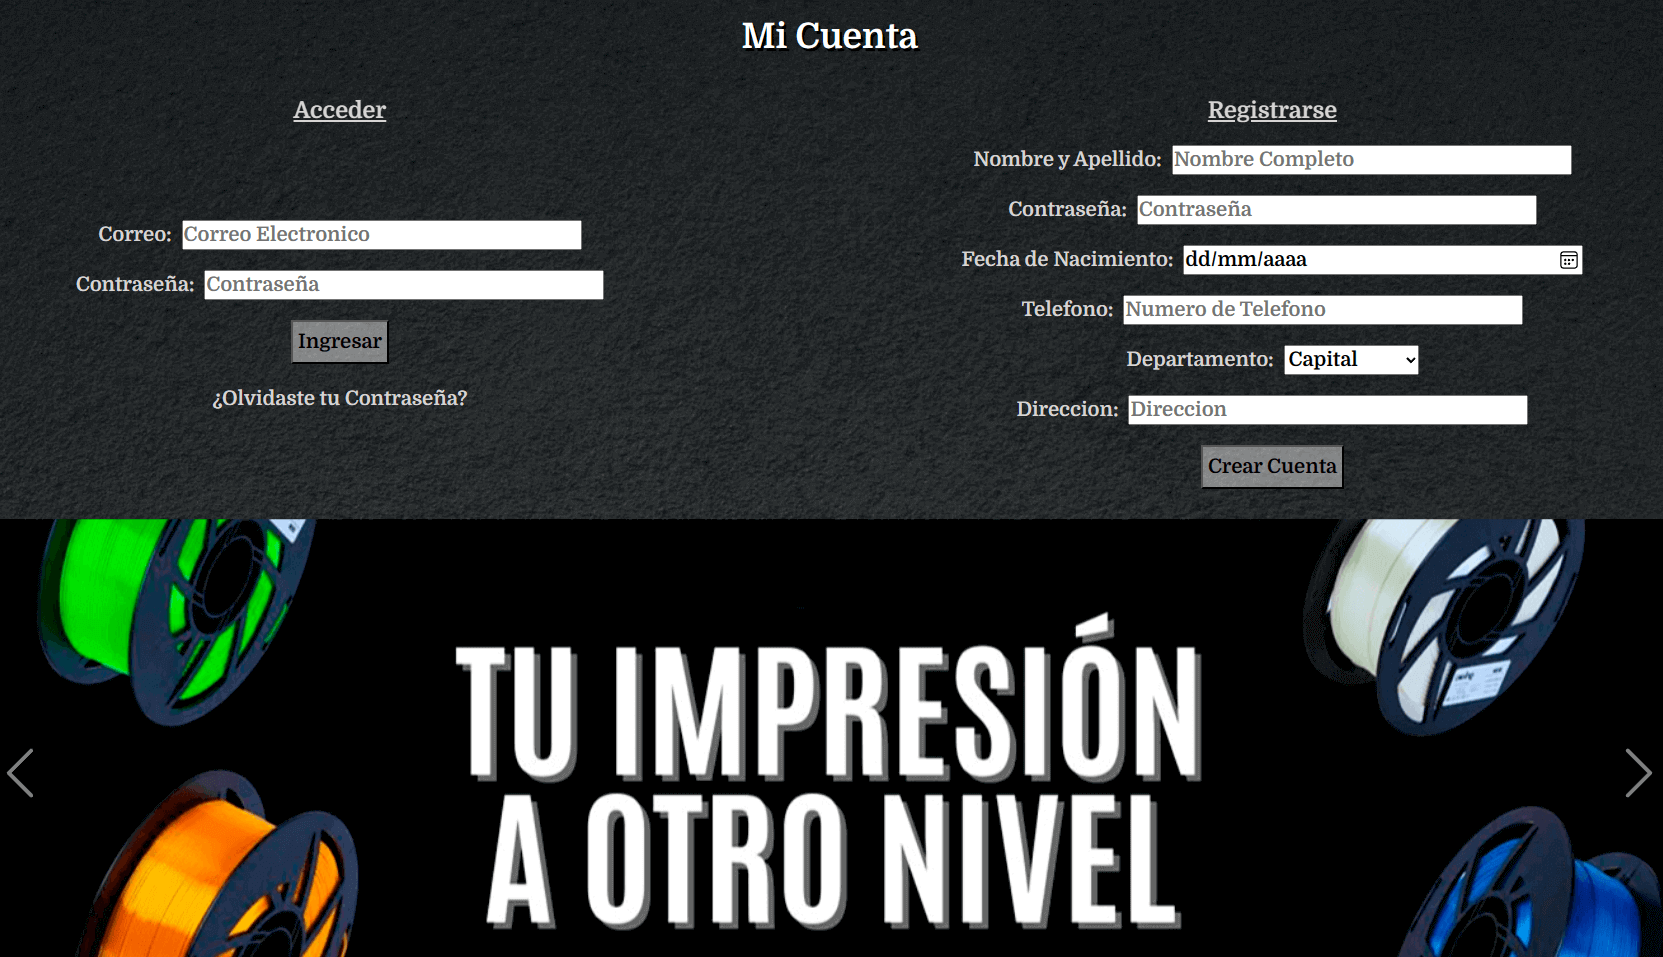 Mi Cuenta
Acceder
Correo: Correo Electronico
Contraseña: Contraseña
Ingresar
¿Olvidaste tu Contraseña?
Registrarse
Nombre y Apellido: Nombre Completo
Contraseña: Contraseña
Fecha de Nacimiento: dd/mm/aaaa
Telefono: Numero de Telefono
Departamento: Capital
Direccion: Direccion
Crear Cuenta
TU IMPRESIÓN
A OTRO NIVEL